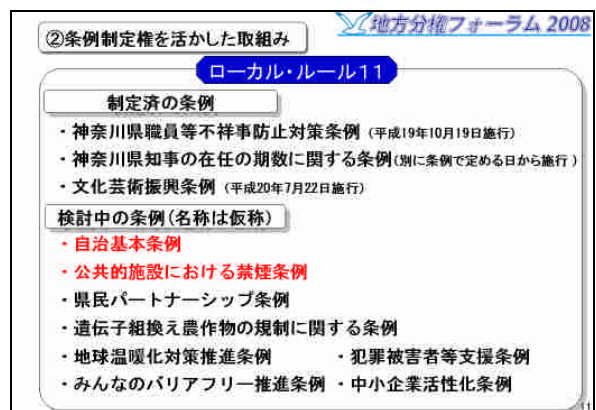 地方分権フォーラム 2008
②条例制定権を活かした取組み
ローカル・ルール11
制定済の条例
・神奈川県職員等不祥事防止対策条例 (平成19年10月19日施行)
・神奈川県知事の在任の期数に関する条例(別に条例で定める日から施行 )
・文化芸術振興条例 (平成20年7月22日施行)
検討中の条例(名称は仮称)
・自治基本条例
・公共的施設における禁煙条例
・県民パートナーシップ条例
・遺伝子組換え農作物の規制に関する条例
・地球温暖化対策推進条例 ・犯罪被害者等支援条例
・みんなのバリアフリー推進条例 ・中小企業活性化条例
11